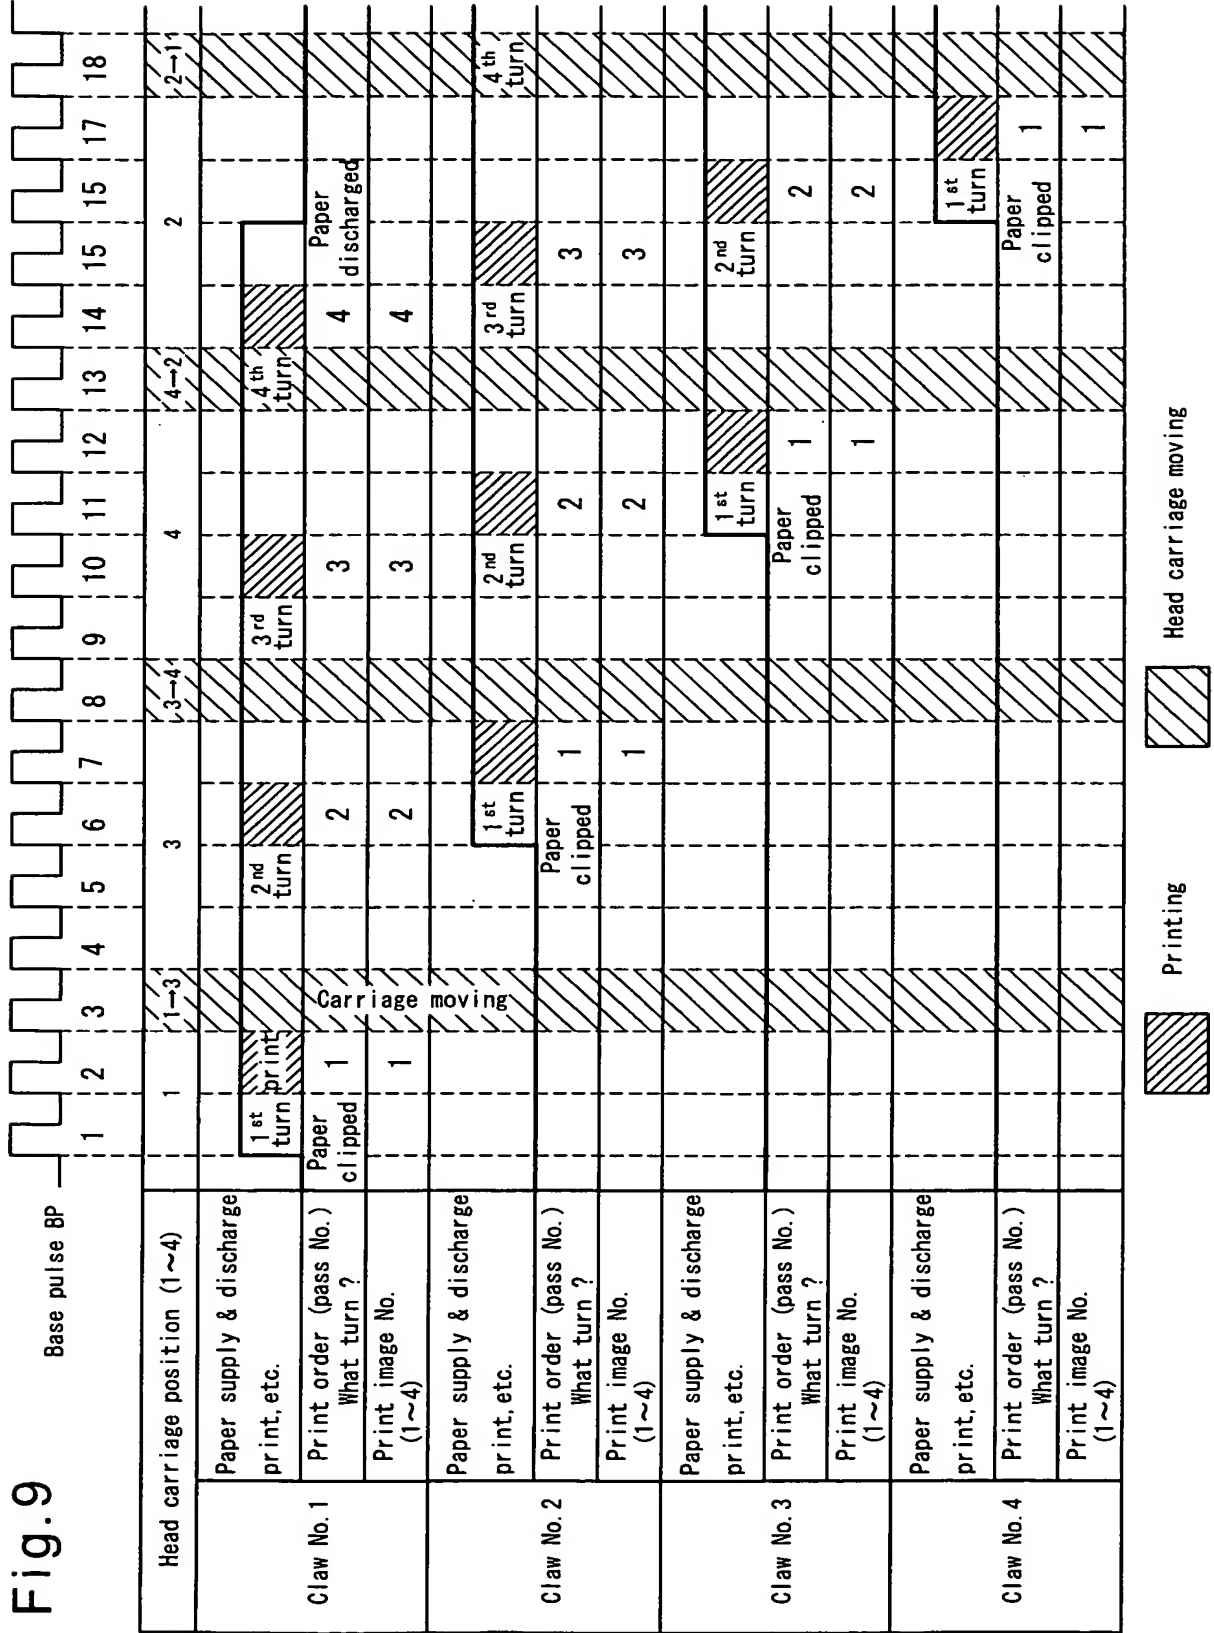 Fig.9
Base pulse BP
1 2 3 4 5 6 7 8 9 10 11 12 13 14 15 15 17 18
Head carriage position (1~4)
1 1→3 3 3→4 4 4→2 2 2→1
Claw No. 1
Paper supply & discharge
print, etc.
1st turn
print
2nd turn
3rd turn
4th turn
Print order (pass No.)
What turn ?
Paper clipped
1 2 3 4
Paper discharged
Carriage moving
Print image No.
(1~4)
1 2 3 4
Claw No. 2
Paper supply & discharge
print, etc.
1st turn
2nd turn
3rd turn
4th turn
Print order (pass No.)
What turn ?
Paper clipped
1 2 3
Print image No.
(1~4)
1 2 3
Claw No. 3
Paper supply & discharge
print, etc.
1st turn
2nd turn
Print order (pass No.)
What turn ?
Paper clipped
1 2
Print image No.
(1~4)
1 2
Claw No. 4
Paper supply & discharge
print, etc.
1st turn
Print order (pass No.)
What turn ?
Paper clipped
1
Print image No.
(1~4)
1
Printing
Head carriage moving